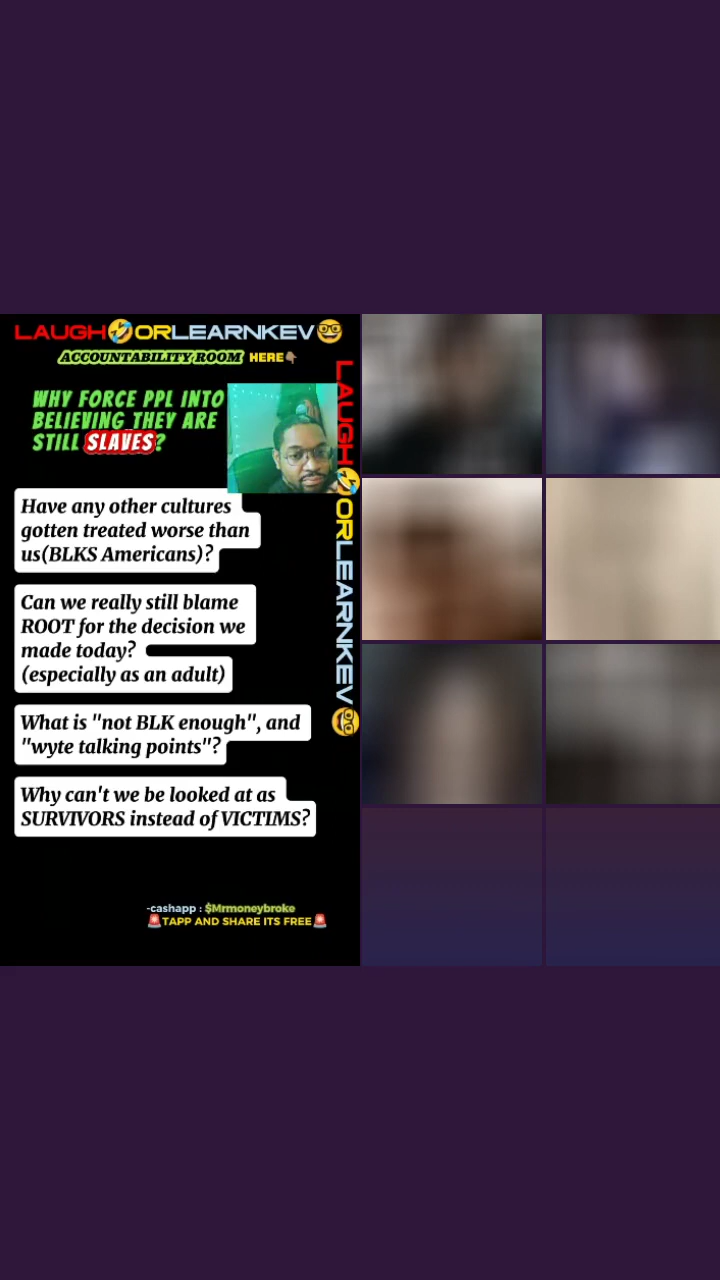 LAUGH🤣ORLEARNKEV🤓
ACCOUNTABILITY ROOM HERE👇🏽
WHY FORCE PPL INTO
BELIEVING THEY ARE
STILL SLAVES?
LAUGH🤣ORLEARNKEV🤓
Have any other cultures
gotten treated worse than
us(BLKS Americans)?
Can we really still blame
ROOT for the decision we
made today?
(especially as an adult)
What is "not BLK enough", and
"wyte talking points"?
Why can't we be looked at as
SURVIVORS instead of VICTIMS?
-cashapp : $Mrmoneybroke
🚨TAPP AND SHARE ITS FREE🚨